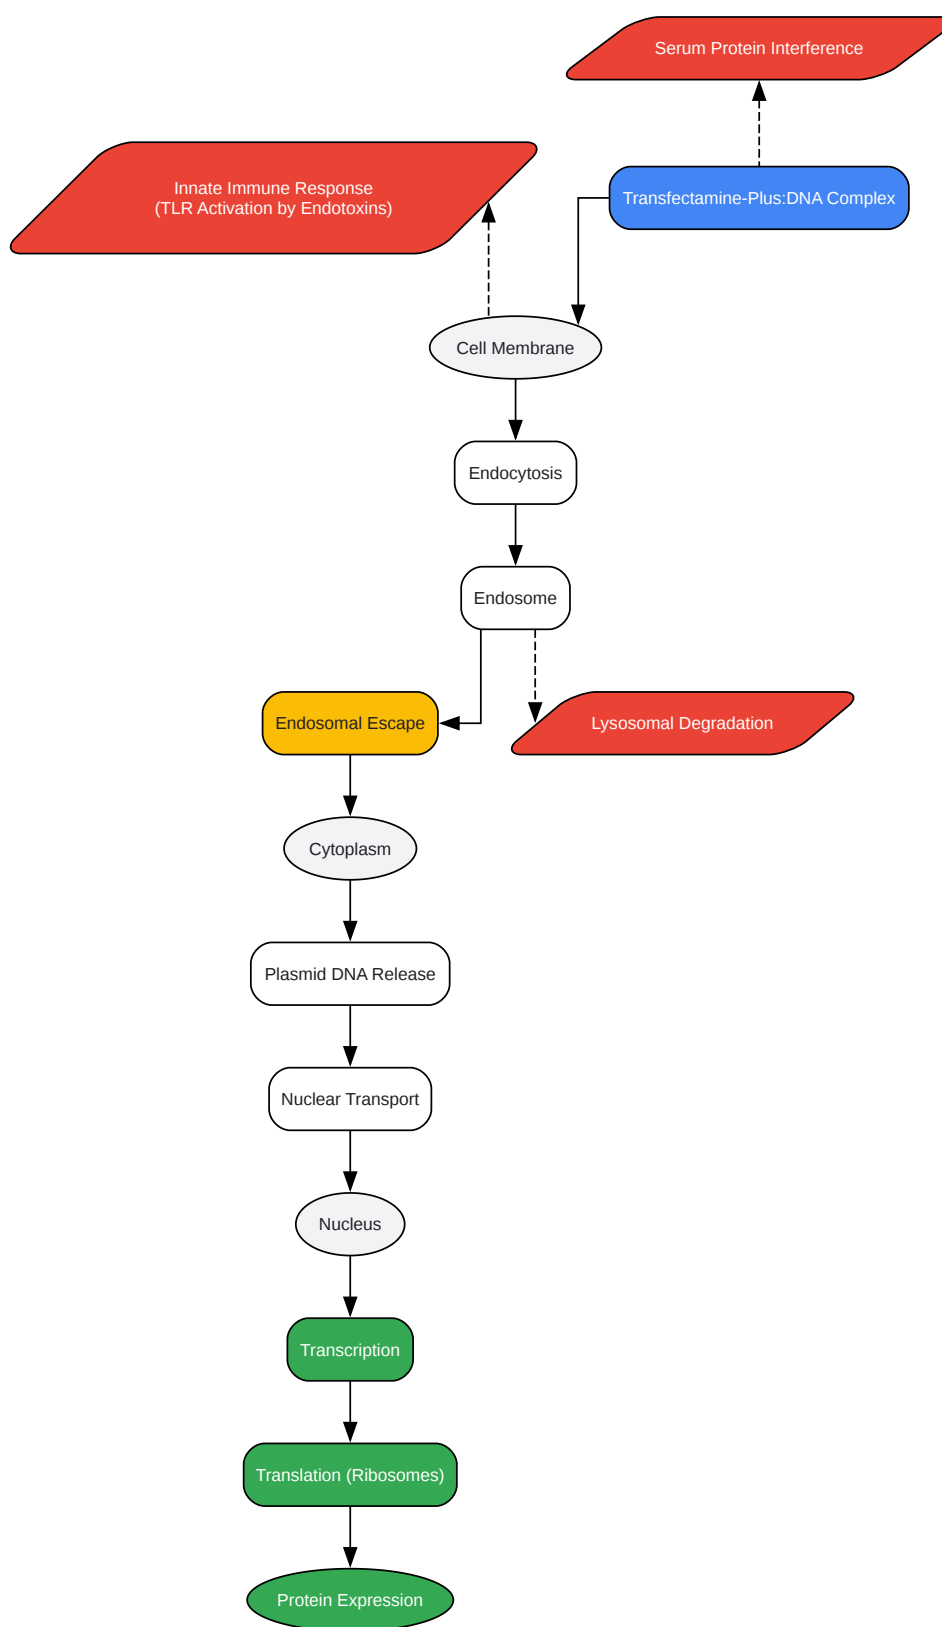 Serum Protein Interference
Innate Immune Response
(TLR Activation by Endotoxins)
Transfectamine-Plus:DNA Complex
Cell Membrane
Endocytosis
Endosome
Endosomal Escape
Lysosomal Degradation
Cytoplasm
Plasmid DNA Release
Nuclear Transport
Nucleus
Transcription
Translation (Ribosomes)
Protein Expression